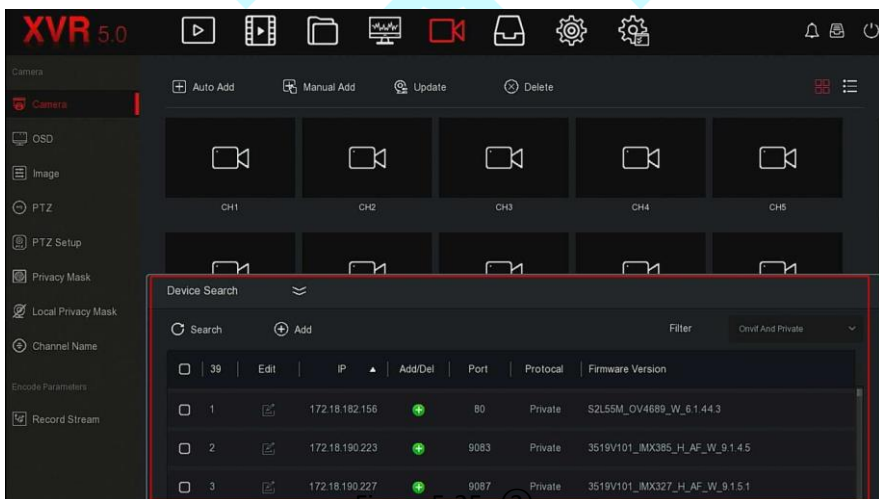 XVR 5.0
Camera
Auto Add Manual Add Update Delete
Camera
OSD
Image
PTZ
CH1 CH2 CH3 CH4 CH5
PTZ Setup
Privacy Mask
Device Search
Local Privacy Mask
Search Add Filter Onvif And Private
Channel Name
39 Edit IP Add/Del Port Protocal Firmware Version
Encode Parameters
1 172.18.182.156 80 Private S2L55M_OV4689_W_6.1.44.3
Record Stream
2 172.18.190.223 9083 Private 3519V101_IMX385_H_AF_W_9.1.4.5
3 172.18.190.227 9087 Private 3519V101_IMX327_H_AF_W_9.1.5.1